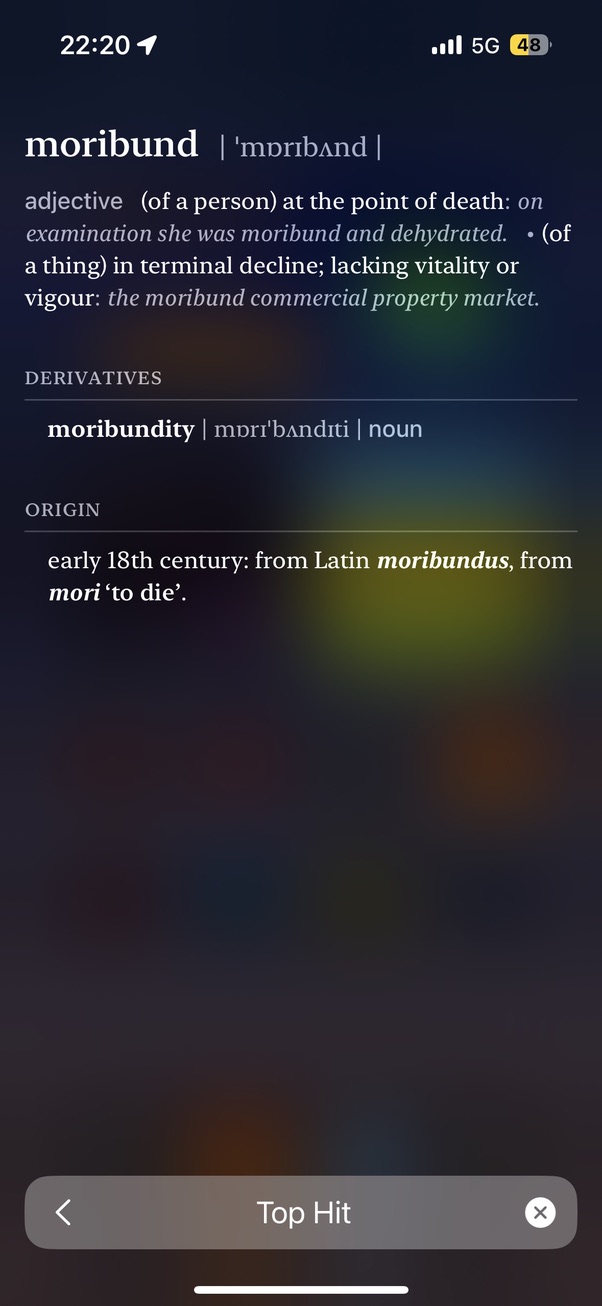 22:20 5G 48
moribund | ˈmɒrɪbʌnd |
adjective (of a person) at the point of death: on
examination she was moribund and dehydrated. • (of
a thing) in terminal decline; lacking vitality or
vigour: the moribund commercial property market.
DERIVATIVES
moribundity | mɒrɪˈbʌndɪti | noun
ORIGIN
early 18th century: from Latin moribundus, from
mori ‘to die’.
Top Hit